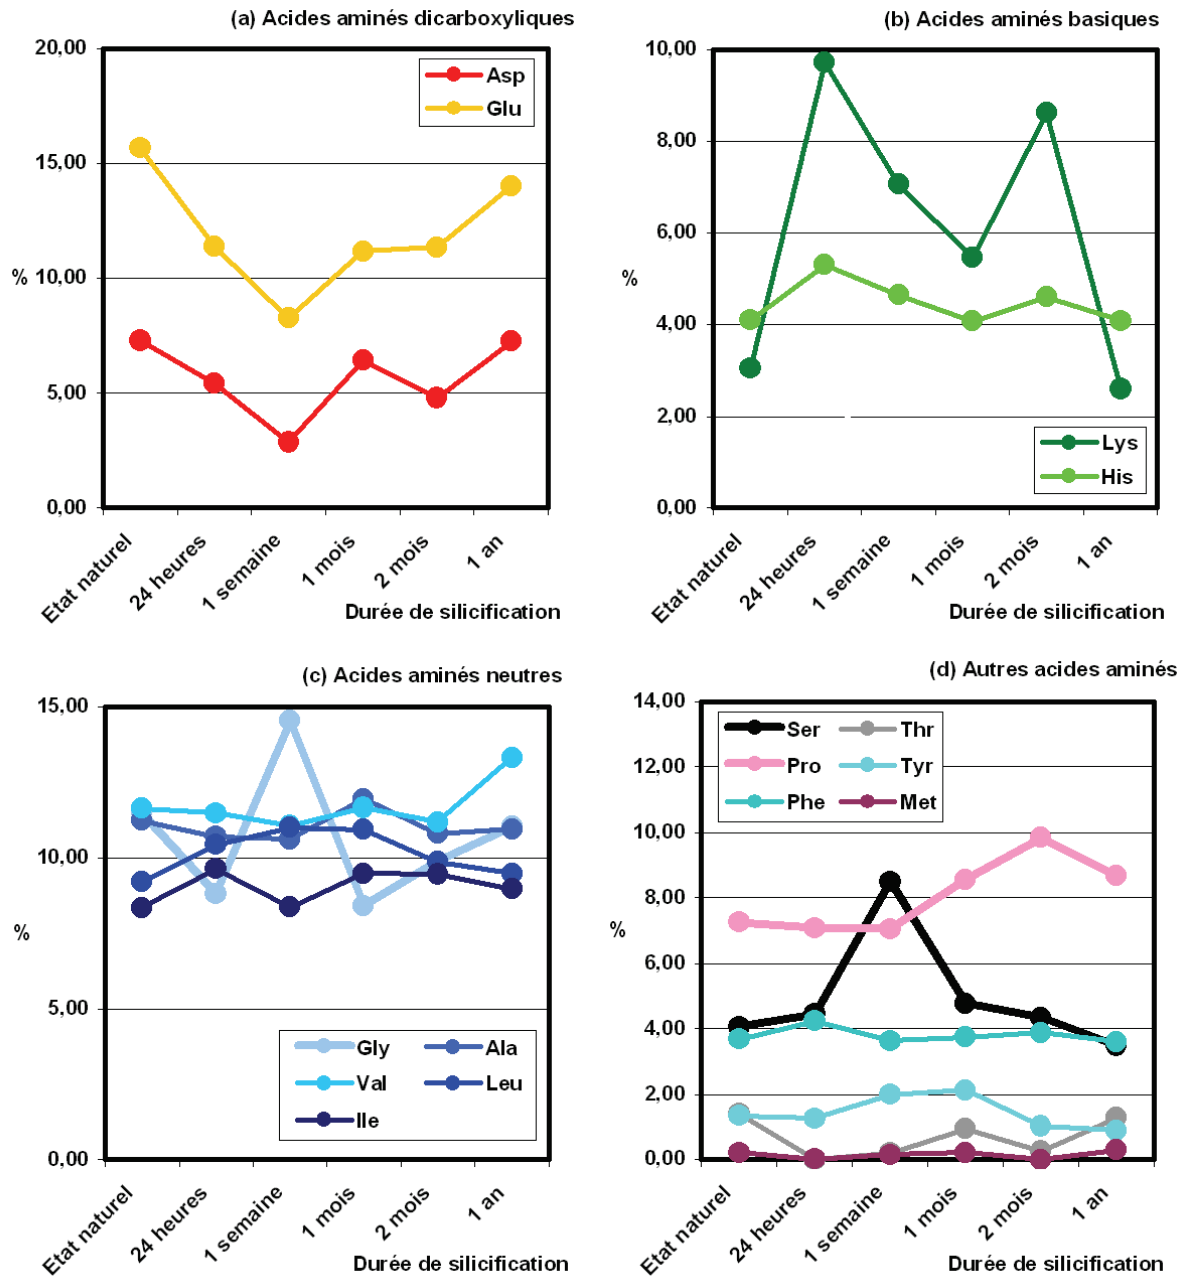 (a) Acides aminés dicarboxyliques
20,00
15,00
10,00
5,00
0,00
%
Asp
Glu
Etat naturel
24 heures
1 semaine
1 mois
2 mois
1 an
Durée de silicification
(b) Acides aminés basiques
10,00
8,00
6,00
4,00
2,00
0,00
%
Lys
His
Etat naturel
24 heures
1 semaine
1 mois
2 mois
1 an
Durée de silicification
(c) Acides aminés neutres
15,00
10,00
5,00
0,00
%
Gly Ala
Val Leu
Ile
Etat naturel
24 heures
1 semaine
1 mois
2 mois
1 an
Durée de silicification
(d) Autres acides aminés
14,00
12,00
10,00
8,00
6,00
4,00
2,00
0,00
%
Ser Thr
Pro Tyr
Phe Met
Etat naturel
24 heures
1 semaine
1 mois
2 mois
1 an
Durée de silicification